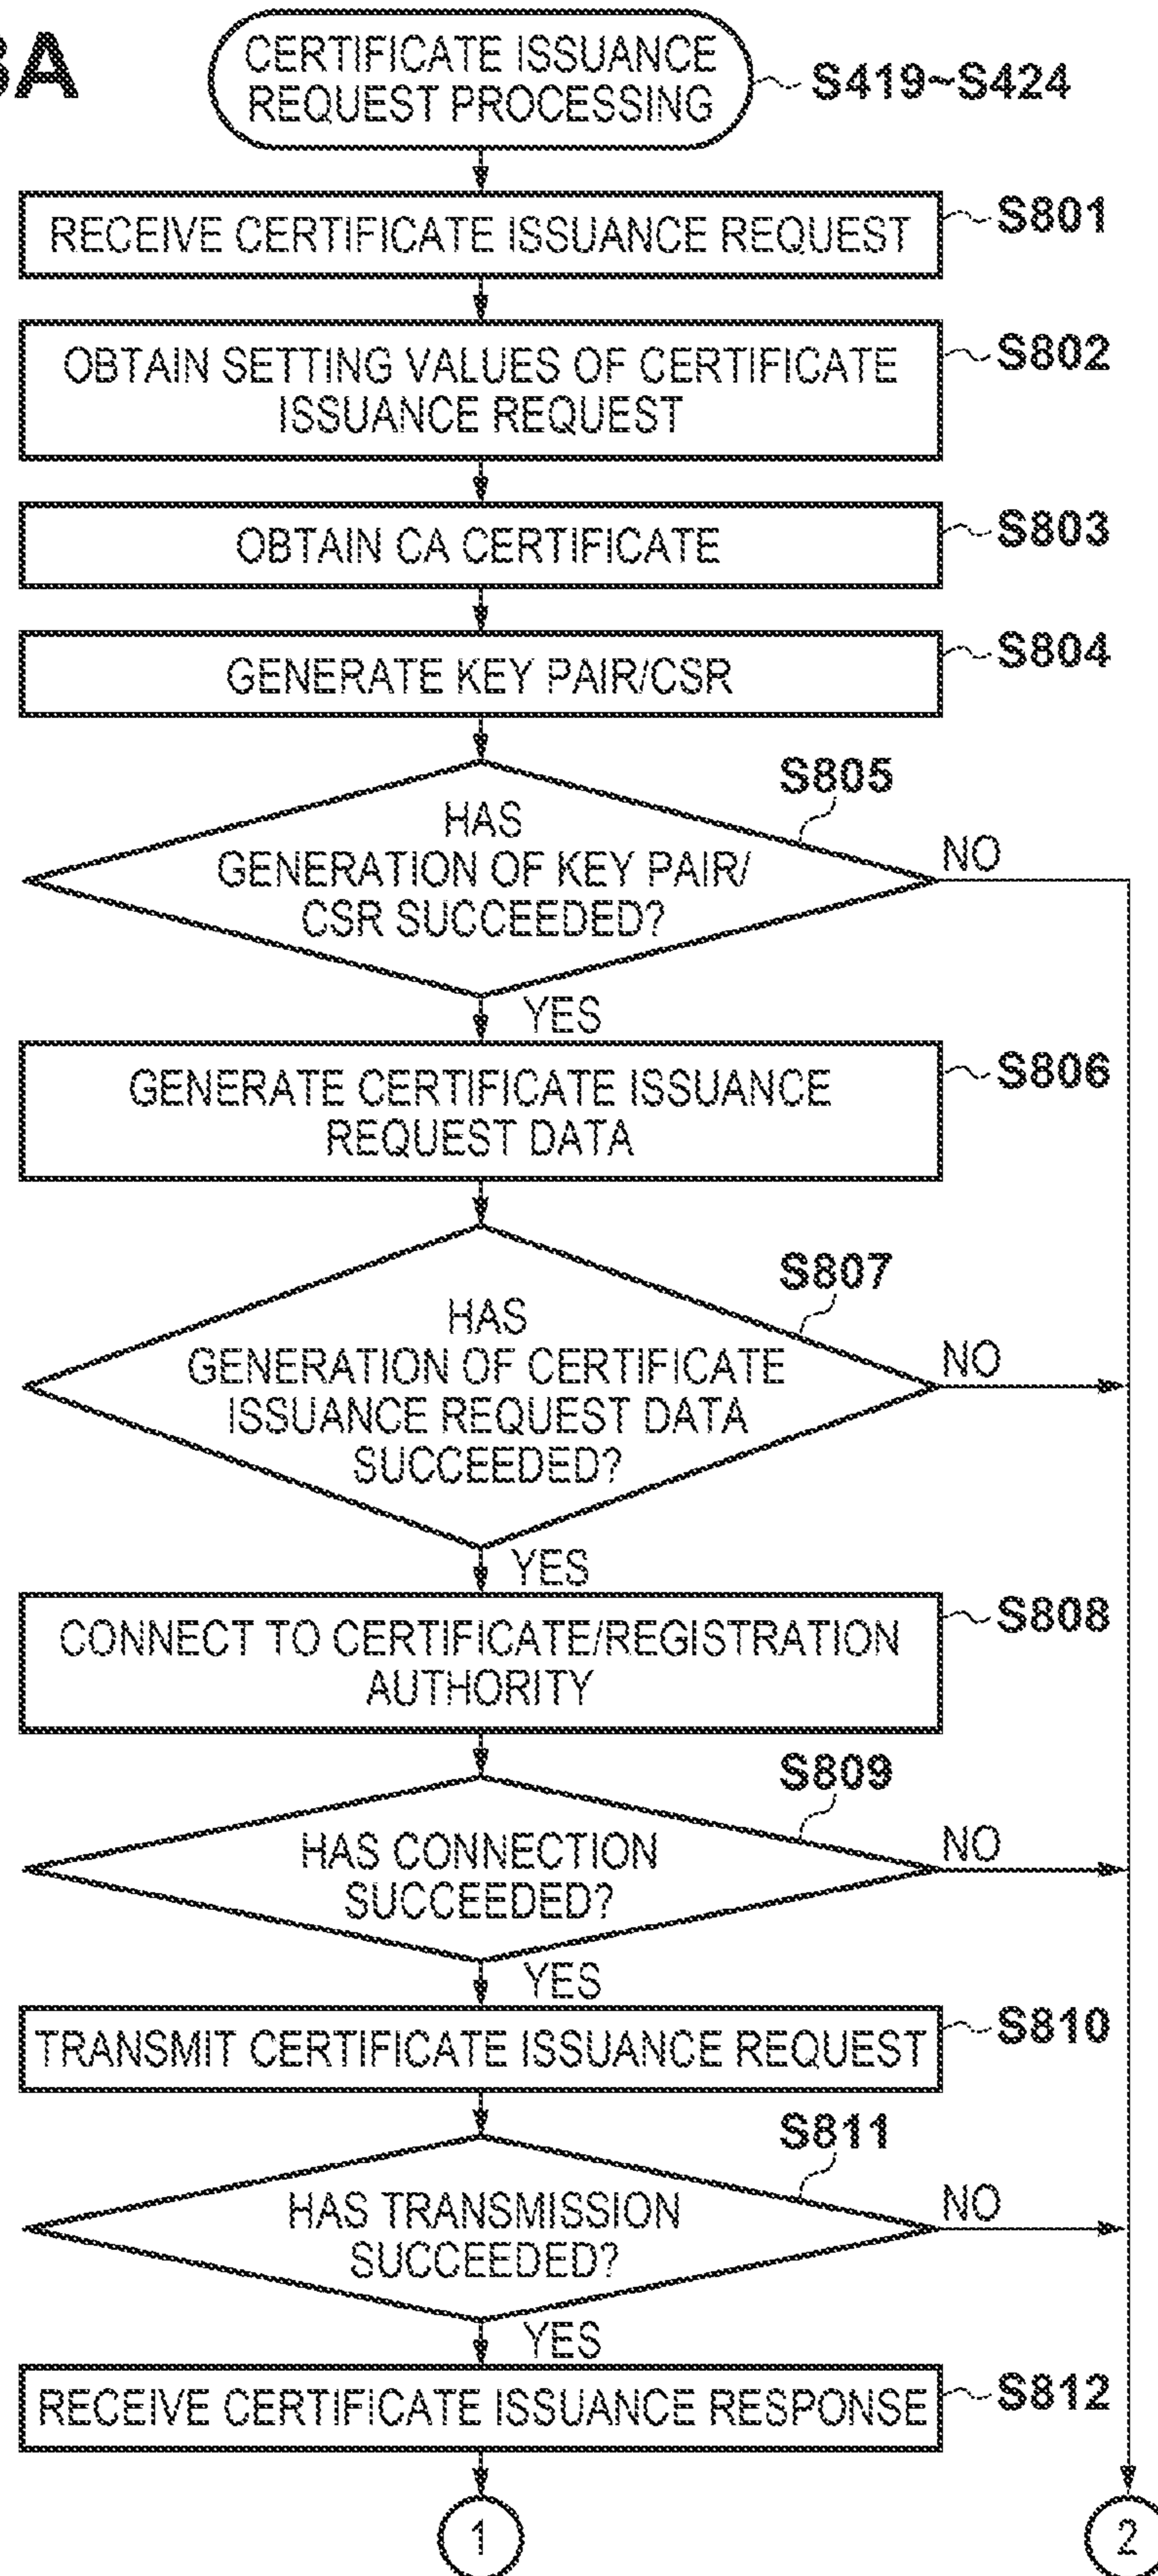 8A
CERTIFICATE ISSUANCE
REQUEST PROCESSING
S419~S424
RECEIVE CERTIFICATE ISSUANCE REQUEST
S801
OBTAIN SETTING VALUES OF CERTIFICATE
ISSUANCE REQUEST
S802
OBTAIN CA CERTIFICATE
S803
GENERATE KEY PAIR/CSR
S804
S805
HAS
GENERATION OF KEY PAIR/
CSR SUCCEEDED?
NO
YES
GENERATE CERTIFICATE ISSUANCE
REQUEST DATA
S806
S807
HAS
GENERATION OF CERTIFICATE
ISSUANCE REQUEST DATA
SUCCEEDED?
NO
YES
CONNECT TO CERTIFICATE/REGISTRATION
AUTHORITY
S808
S809
HAS CONNECTION
SUCCEEDED?
NO
YES
TRANSMIT CERTIFICATE ISSUANCE REQUEST
S810
S811
HAS TRANSMISSION
SUCCEEDED?
NO
YES
RECEIVE CERTIFICATE ISSUANCE RESPONSE
S812
1
2